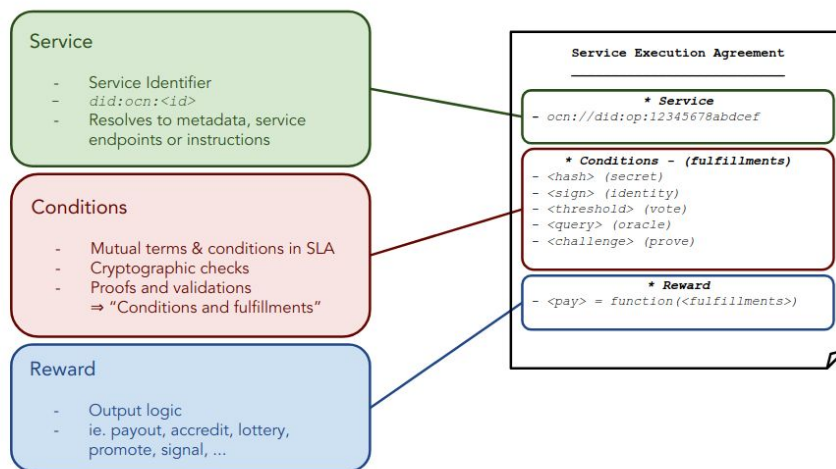 Service
- Service Identifier
- did:ocn:<id>
- Resolves to metadata, service
endpoints or instructions
Conditions
- Mutual terms & conditions in SLA
- Cryptographic checks
- Proofs and validations
⇒ “Conditions and fulfillments”
Reward
- Output logic
- ie. payout, accredit, lottery,
promote, signal, ...
Service Execution Agreement
* Service
- ocn://did:op:12345678abdcef
* Conditions - (fulfillments)
- <hash> (secret)
- <sign> (identity)
- <threshold> (vote)
- <query> (oracle)
- <challenge> (prove)
* Reward
- <pay> = function(<fulfillments>)